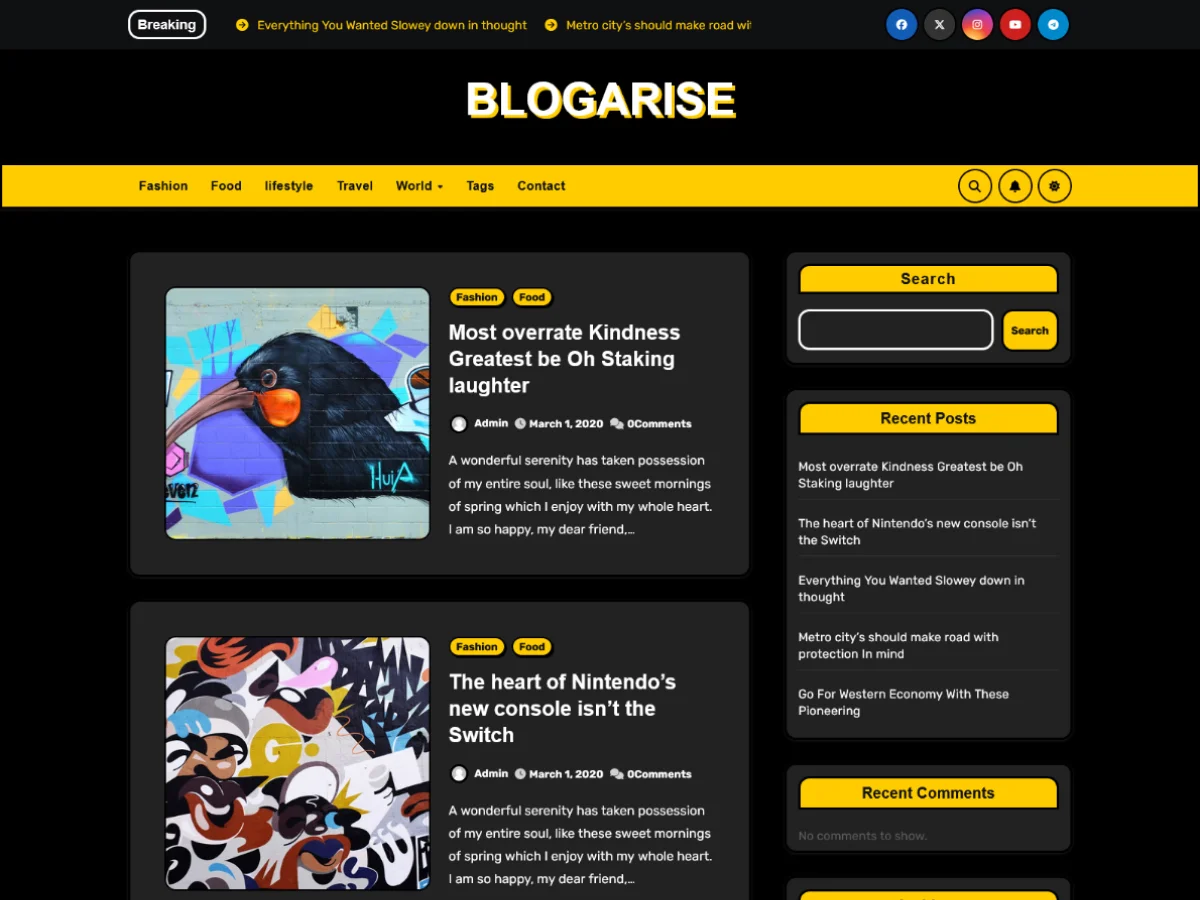 Breaking
Everything You Wanted Slowey down in thought
Metro city's should make road wi
BLOGARISE
Fashion Food lifestyle Travel World Tags Contact
Fashion Food
Most overrate Kindness
Greatest be Oh Staking
laughter
Admin March 1, 2020 0Comments
A wonderful serenity has taken possession
of my entire soul, like these sweet mornings
of spring which I enjoy with my whole heart.
I am so happy, my dear friend,…
HuiA
Fashion Food
The heart of Nintendo's
new console isn't the
Switch
Admin March 1, 2020 0Comments
A wonderful serenity has taken possession
of my entire soul, like these sweet mornings
of spring which I enjoy with my whole heart.
I am so happy, my dear friend,…
Search
Search
Recent Posts
Most overrate Kindness Greatest be Oh
Staking laughter
The heart of Nintendo's new console isn't
the Switch
Everything You Wanted Slowey down in
thought
Metro city's should make road with
protection In mind
Go For Western Economy With These
Pioneering
Recent Comments
No comments to show.